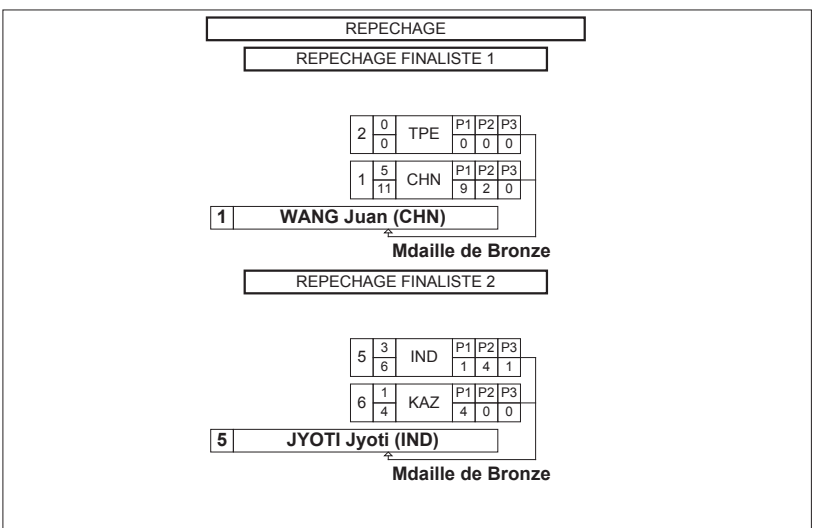 REPECHAGE
REPECHAGE FINALISTE 1
2 0 TPE P1 P2 P3
0 0 0 0
1 5 CHN P1 P2 P3
11 9 2 0
1 WANG Juan (CHN)
Mdaille de Bronze
REPECHAGE FINALISTE 2
5 3 IND P1 P2 P3
6 1 4 1
6 1 KAZ P1 P2 P3
4 4 0 0
5 JYOTI Jyoti (IND)
Mdaille de Bronze